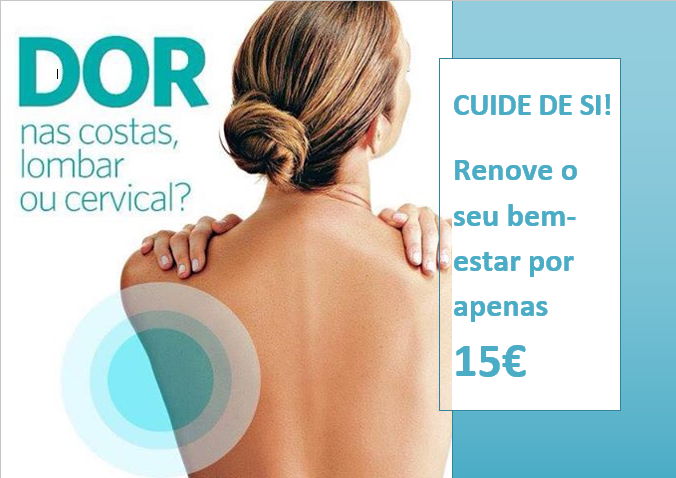 DOR
nas costas,
lombar
ou cervical?
CUIDE DE SI!
Renove o
seu bem-
estar por
apenas
15€